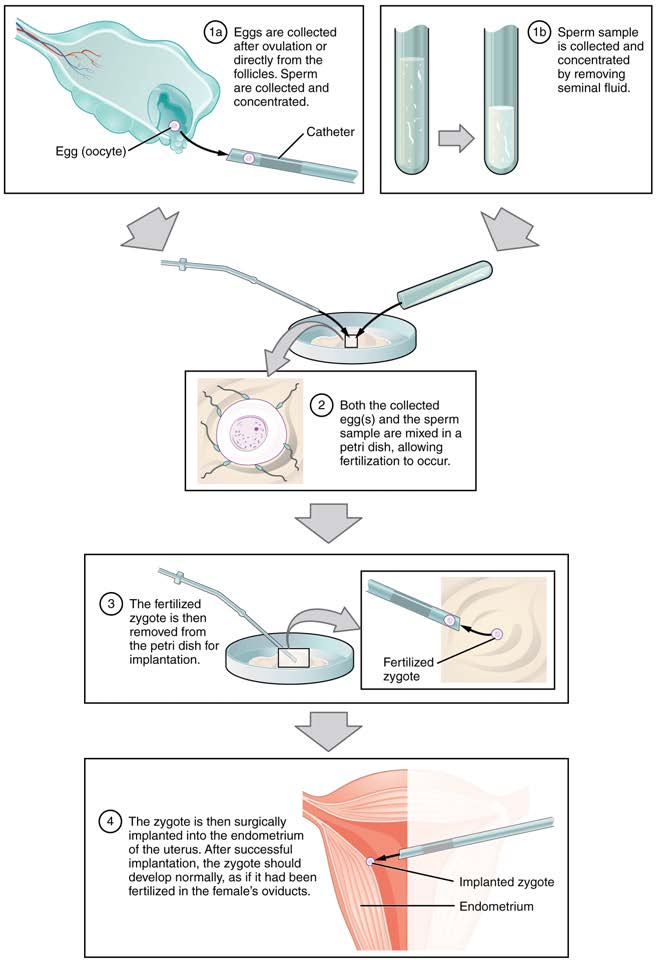 1a
Eggs are collected
after ovulation or
directly from the
follicles. Sperm
are collected and
concentrated.
Egg (oocyte)
Catheter
1b
Sperm sample
is collected and
concentrated
by removing
seminal fluid.
2
Both the collected
egg(s) and the sperm
sample are mixed in a
petri dish, allowing
fertilization to occur.
3
The fertilized
zygote is then
removed from
the petri dish for
implantation.
Fertilized
zygote
4
The zygote is then surgically
implanted into the endometrium
of the uterus. After successful
implantation, the zygote should
develop normally, as if it had been
fertilized in the female's oviducts.
Implanted zygote
Endometrium